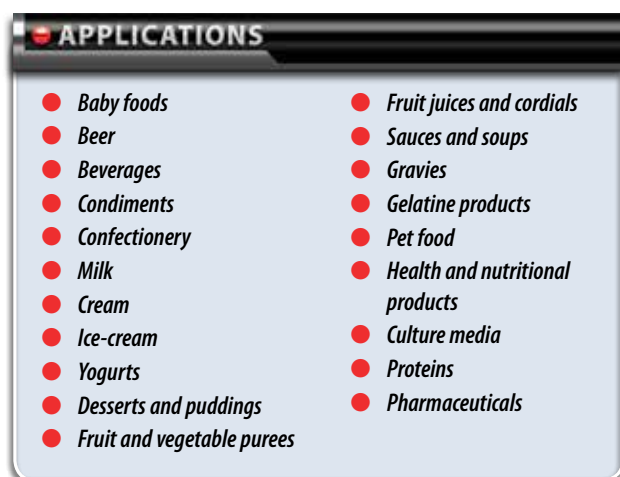 APPLICATIONS
Baby foods
Beer
Beverages
Condiments
Confectionery
Milk
Cream
Ice-cream
Yogurts
Desserts and puddings
Fruit and vegetable purees
Fruit juices and cordials
Sauces and soups
Gravies
Gelatine products
Pet food
Health and nutritional
products
Culture media
Proteins
Pharmaceuticals